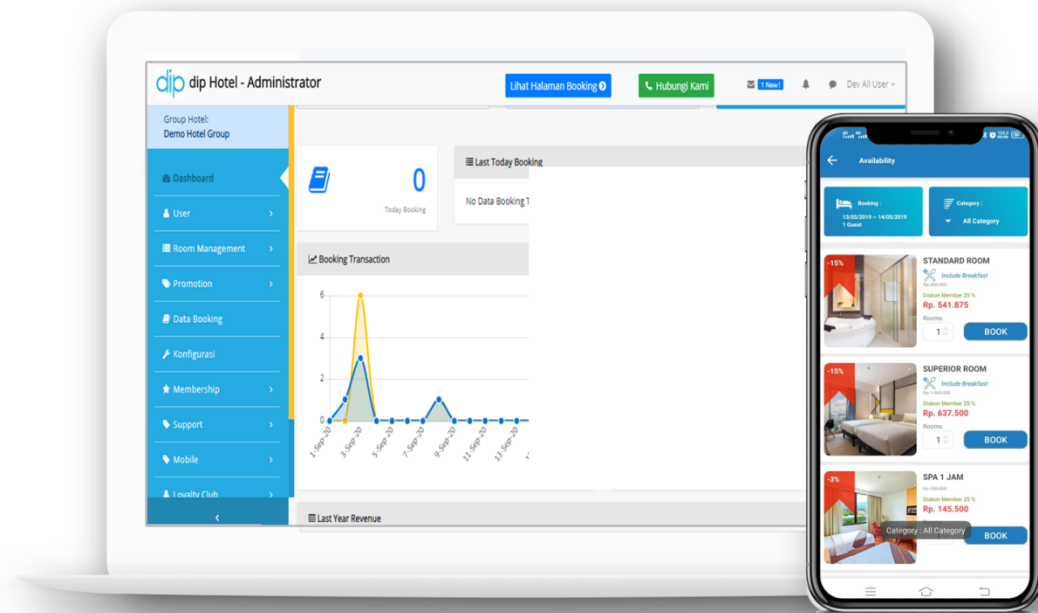 dip dip Hotel - Administrator
Lihat Halaman Booking
Hubungi Kami
1 New!
Dev All User
Group Hotel:
Demo Hotel Group
Dashboard
User
Room Management
Promotion
Data Booking
Konfigurasi
Membership
Support
Mobile
Loyalty Club
0
Today Booking
Last Today Booking
No Data Booking T
Booking Transaction
6
4
2
0
1-Sep-20
3-Sep-20
5-Sep-20
7-Sep-20
9-Sep-20
11-Sep-20
13-Sep-20
Last Year Revenue
Availability
Booking :
13/05/2019 – 14/05/2019
1 Guest
Category :
All Category
-15%
STANDARD ROOM
Include Breakfast
Diskon Member 25 %
Rp. 541.875
Rooms
1
BOOK
-15%
SUPERIOR ROOM
Include Breakfast
Diskon Member 25 %
Rp. 637.500
Rooms
1
BOOK
-3%
SPA 1 JAM
Diskon Member 25 %
Rp. 145.500
Category : All Category
BOOK